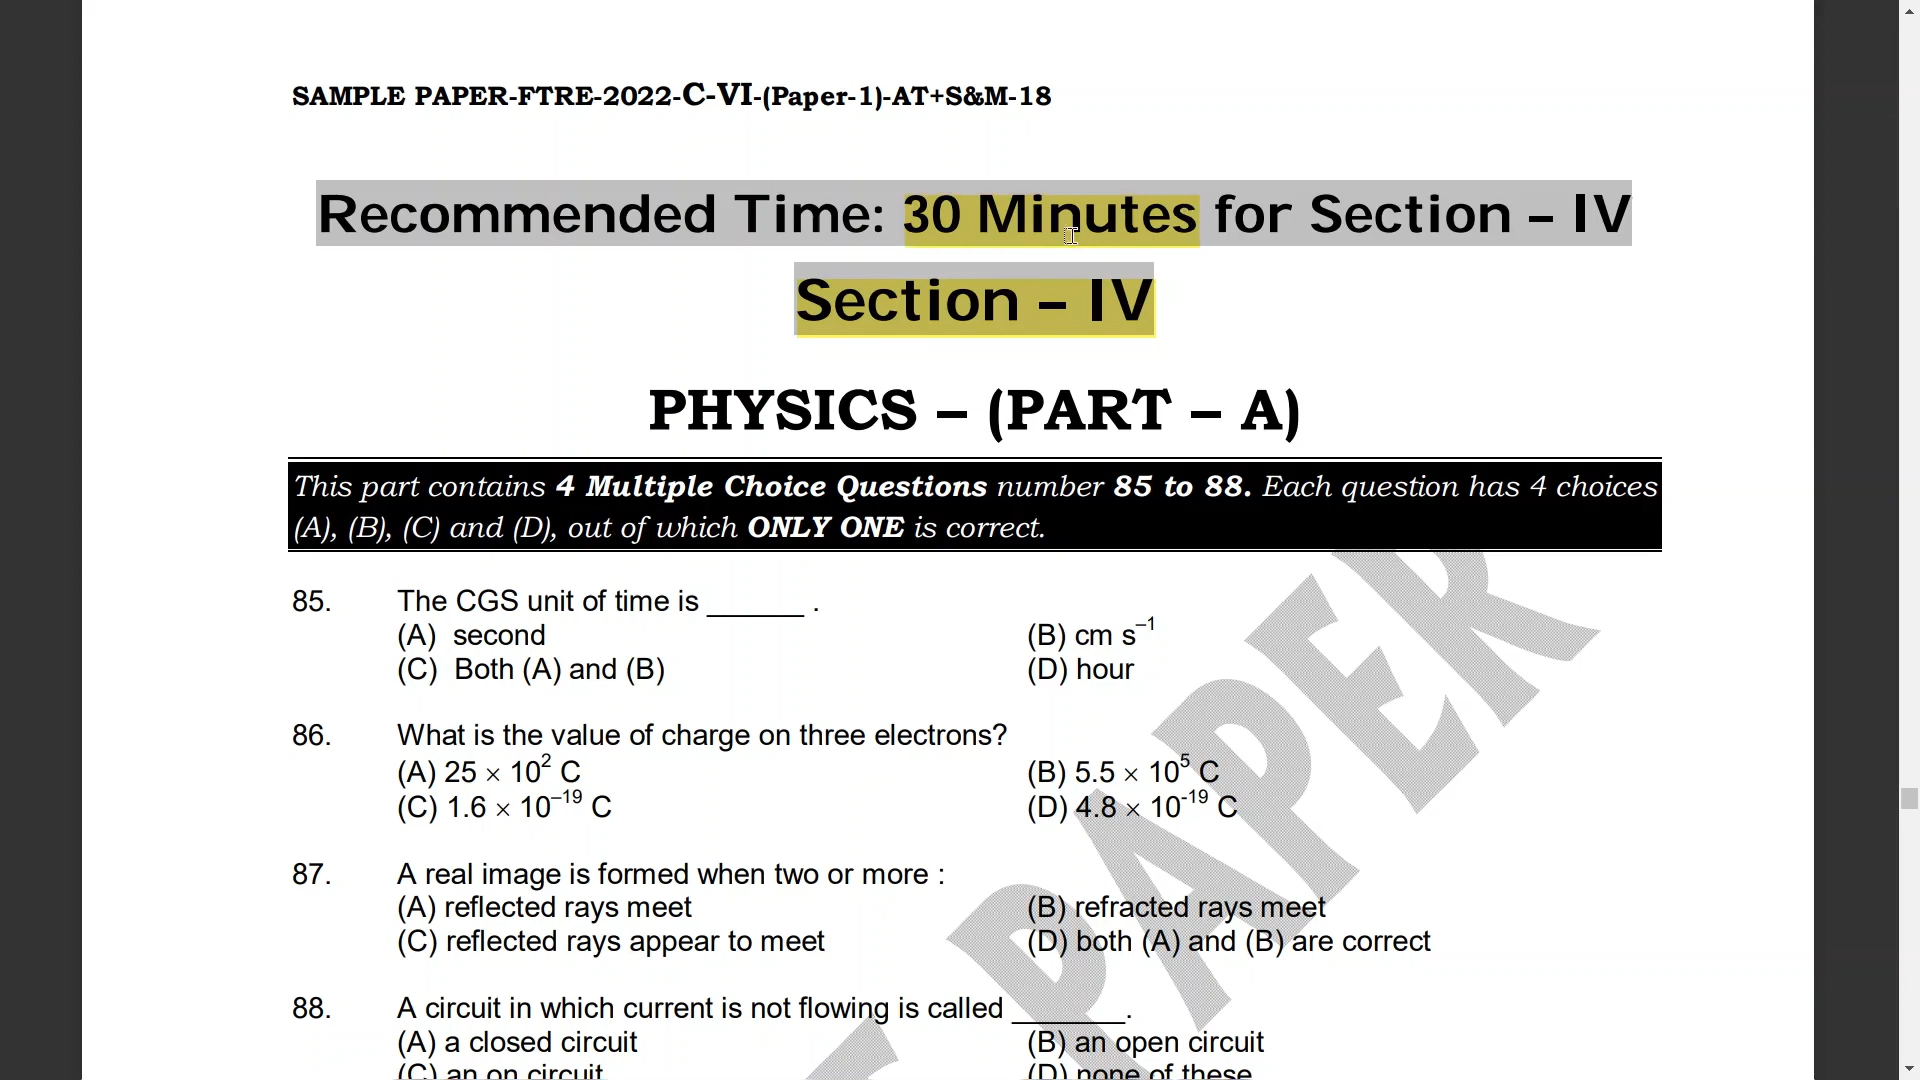 SAMPLE PAPER-FTRE-2022-C-VI-(Paper-1)-AT+S&M-18
Recommended Time: 30 Minutes for Section – IV
Section – IV
PHYSICS – (PART – A)
This part contains 4 Multiple Choice Questions number 85 to 88. Each question has 4 choices
(A), (B), (C) and (D), out of which ONLY ONE is correct.
85. The CGS unit of time is ______ .
(A) second (B) cm s⁻¹
(C) Both (A) and (B) (D) hour
86. What is the value of charge on three electrons?
(A) 25 × 10² C (B) 5.5 × 10⁵ C
(C) 1.6 × 10⁻¹⁹ C (D) 4.8 × 10⁻¹⁹ C
87. A real image is formed when two or more :
(A) reflected rays meet (B) refracted rays meet
(C) reflected rays appear to meet (D) both (A) and (B) are correct
88. A circuit in which current is not flowing is called _______.
(A) a closed circuit (B) an open circuit
(C) an on circuit (D) none of these
PAPER